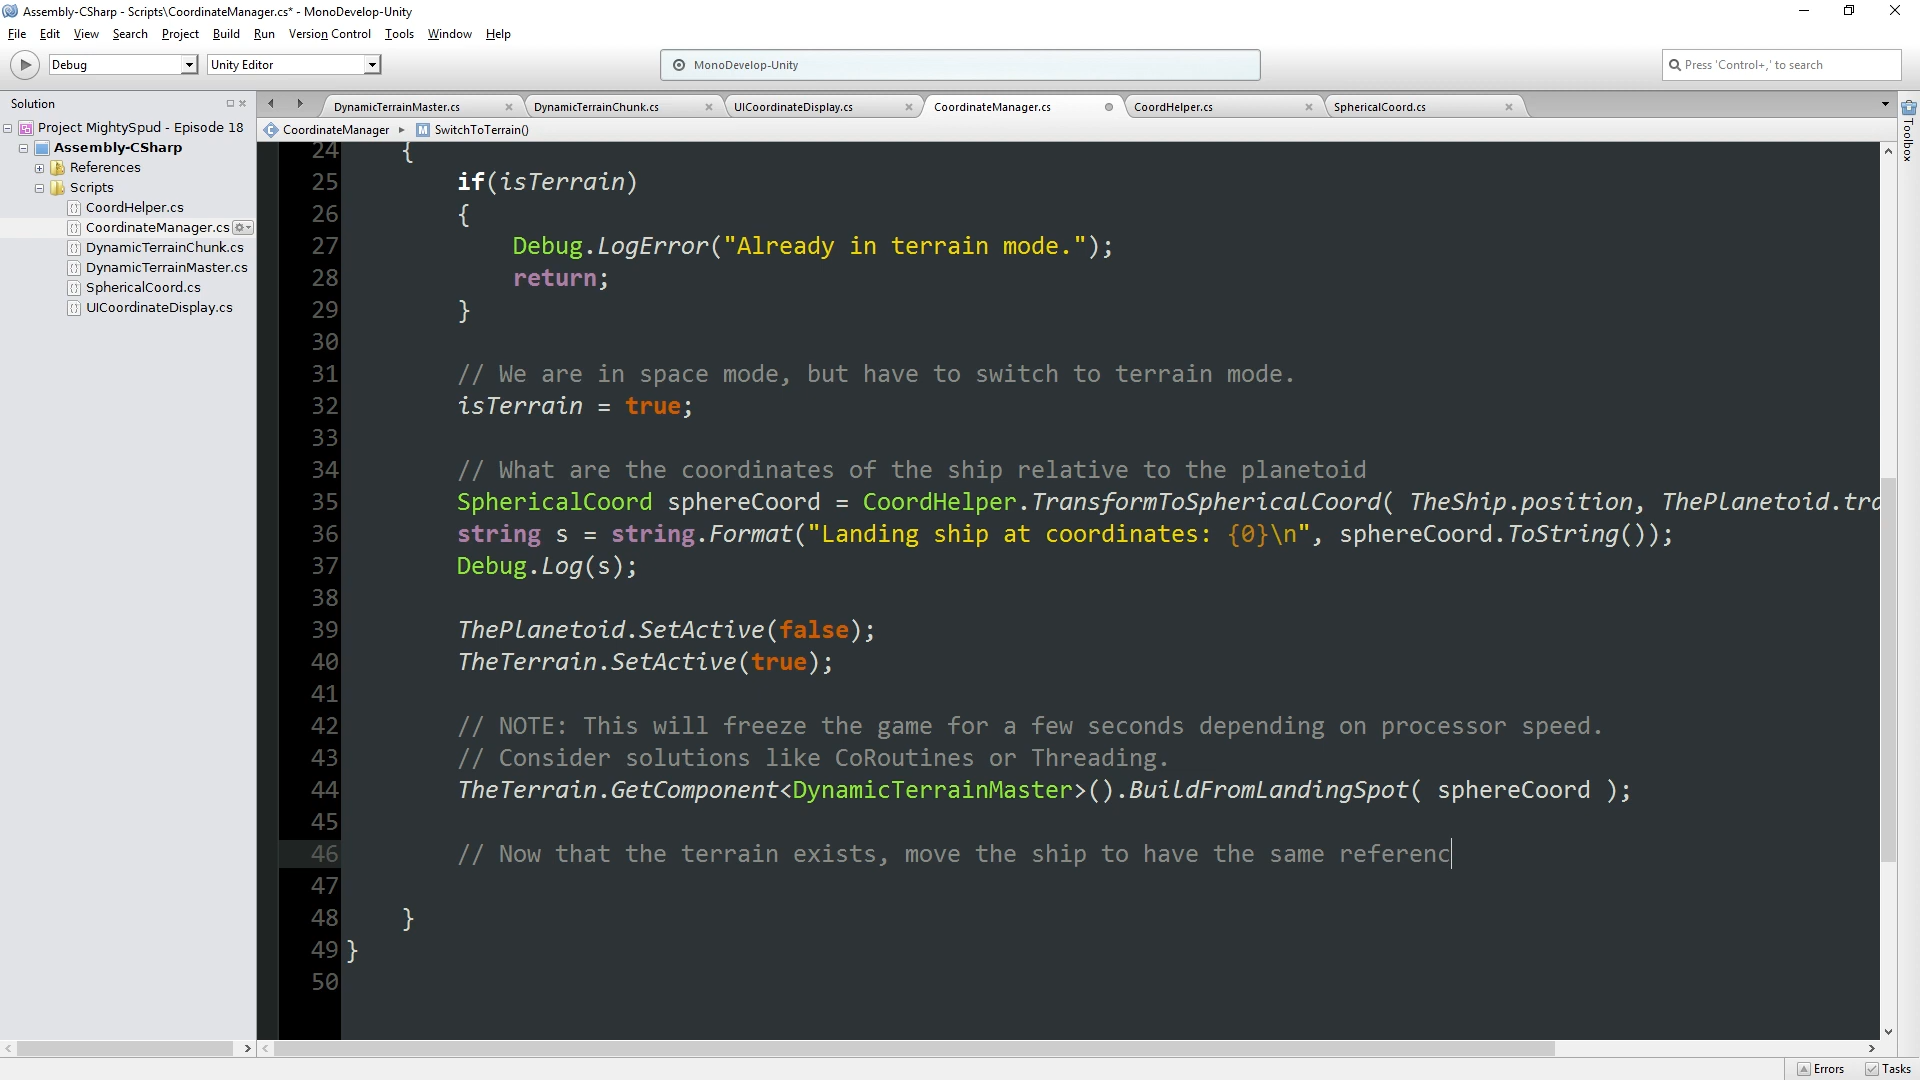 Assembly-CSharp - Scripts\CoordinateManager.cs* - MonoDevelop-Unity
File Edit View Search Project Build Run Version Control Tools Window Help
Debug Unity Editor MonoDevelop-Unity Press 'Control+,' to search
Solution DynamicTerrainMaster.cs DynamicTerrainChunk.cs UICoordinateDisplay.cs CoordinateManager.cs CoordHelper.cs SphericalCoord.cs
CoordinateManager SwitchToTerrain()
Toolbox
Project MightySpud - Episode 18
Assembly-CSharp
References
Scripts
CoordHelper.cs
CoordinateManager.cs
DynamicTerrainChunk.cs
DynamicTerrainMaster.cs
SphericalCoord.cs
UICoordinateDisplay.cs
24 {
25 if(isTerrain)
26 {
27 Debug.LogError("Already in terrain mode.");
28 return;
29 }
30
31 // We are in space mode, but have to switch to terrain mode.
32 isTerrain = true;
33
34 // What are the coordinates of the ship relative to the planetoid
35 SphericalCoord sphereCoord = CoordHelper.TransformToSphericalCoord( TheShip.position, ThePlanetoid.tra
36 string s = string.Format("Landing ship at coordinates: {0}\n", sphereCoord.ToString());
37 Debug.Log(s);
38
39 ThePlanetoid.SetActive(false);
40 TheTerrain.SetActive(true);
41
42 // NOTE: This will freeze the game for a few seconds depending on processor speed.
43 // Consider solutions like CoRoutines or Threading.
44 TheTerrain.GetComponent<DynamicTerrainMaster>().BuildFromLandingSpot( sphereCoord );
45
46 // Now that the terrain exists, move the ship to have the same referenc
47
48 }
49 }
50
Errors Tasks